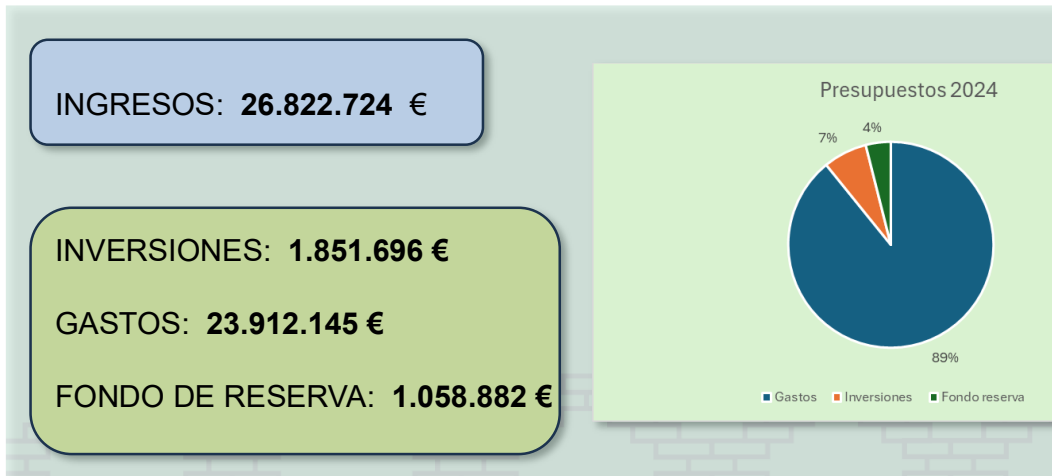 INGRESOS: 26.822.724 €
INVERSIONES: 1.851.696 €
GASTOS: 23.912.145 €
FONDO DE RESERVA: 1.058.882 €
Presupuestos 2024
4%
7%
89%
Gastos Inversiones Fondo reserva